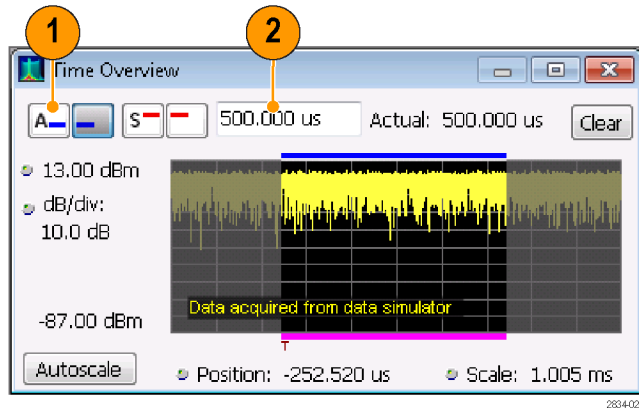 1 2
Time Overview
A S 500.000 us Actual: 500.000 us Clear
13.00 dBm
dB/div:
10.0 dB
-87.00 dBm
Data acquired from data simulator
T
Autoscale Position: -252.520 us Scale: 1.005 ms
2834-02